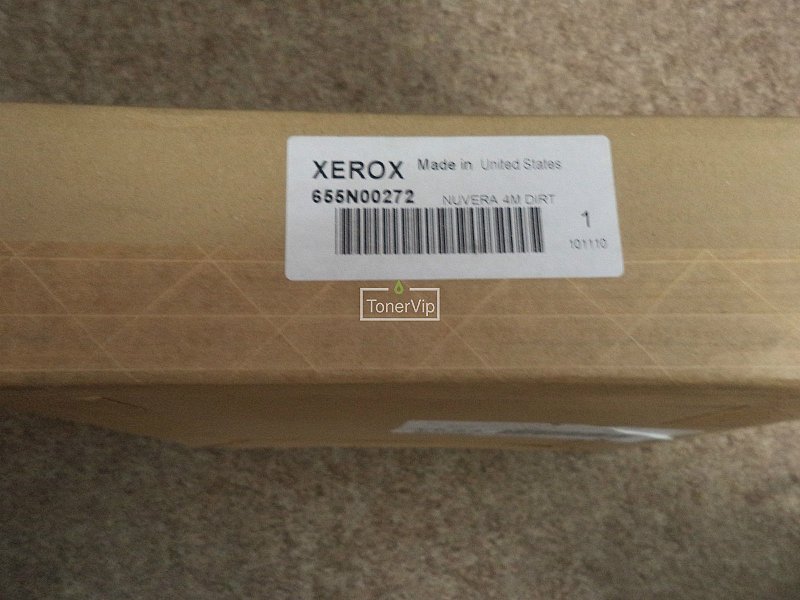 XEROX Made in United States
655N00272 NUVERA 4M DIRT
1
101110
TonerVip